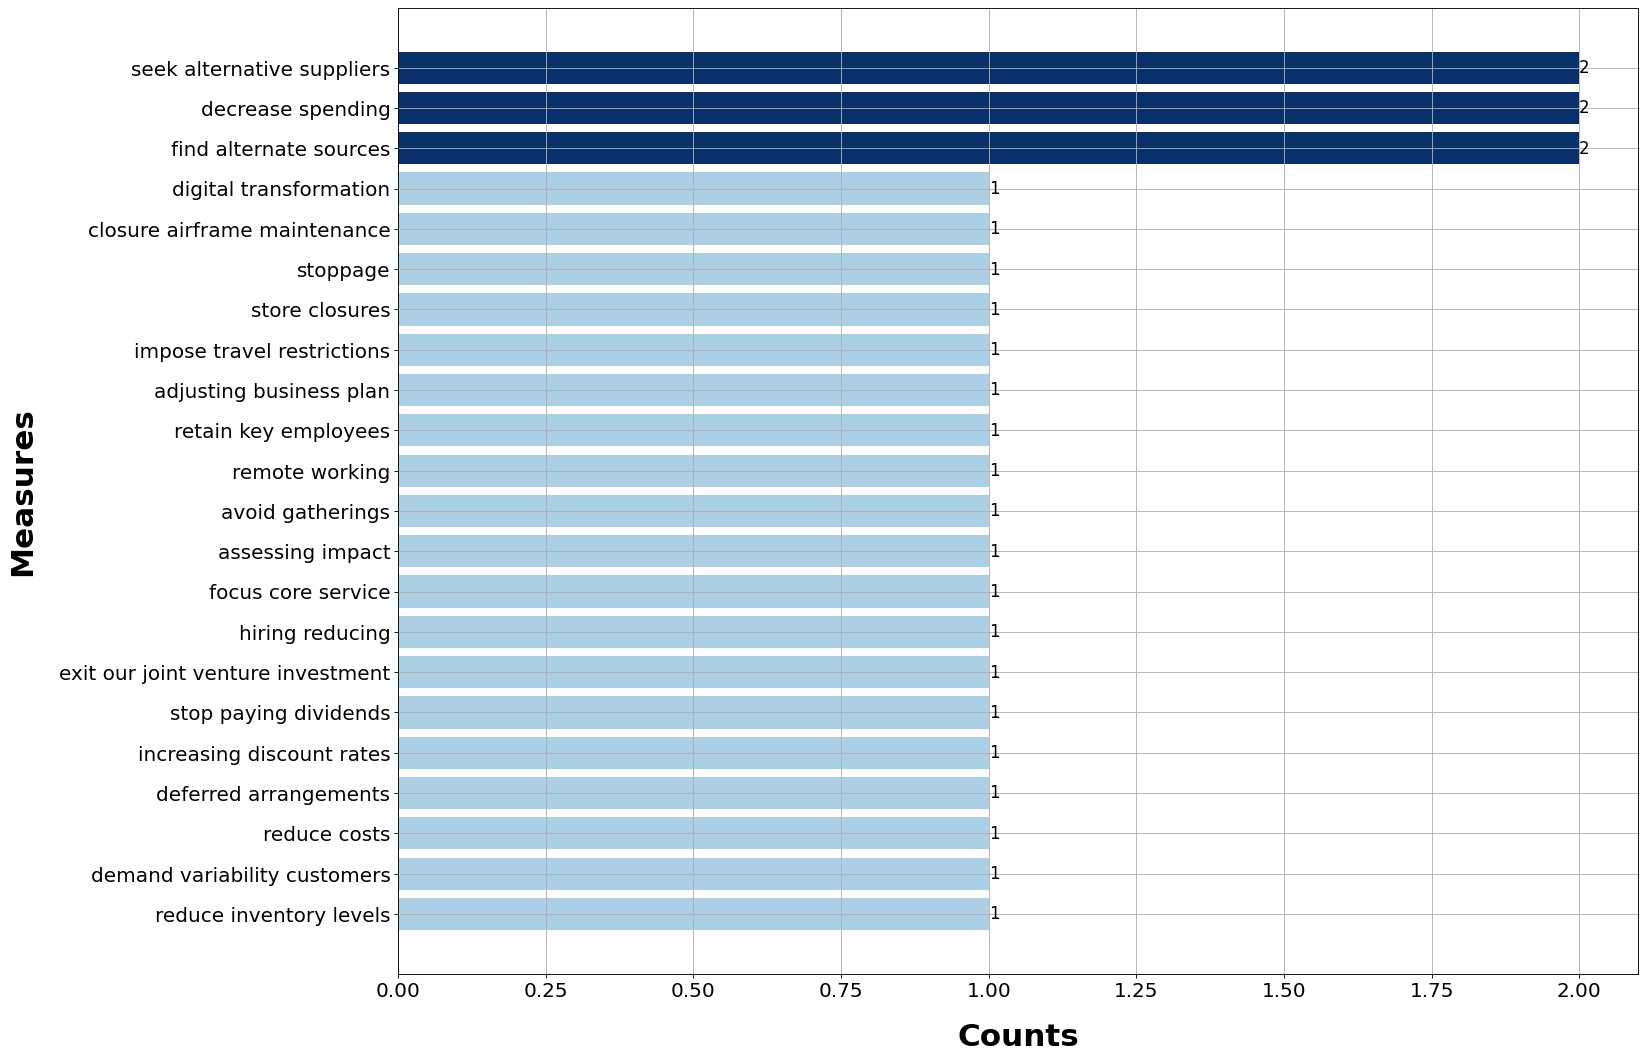 Measures
seek alternative suppliers 2
decrease spending 2
find alternate sources 2
digital transformation 1
closure airframe maintenance 1
stoppage 1
store closures 1
impose travel restrictions 1
adjusting business plan 1
retain key employees 1
remote working 1
avoid gatherings 1
assessing impact 1
focus core service 1
hiring reducing 1
exit our joint venture investment 1
stop paying dividends 1
increasing discount rates 1
deferred arrangements 1
reduce costs 1
demand variability customers 1
reduce inventory levels 1
0.00 0.25 0.50 0.75 1.00 1.25 1.50 1.75 2.00
Counts